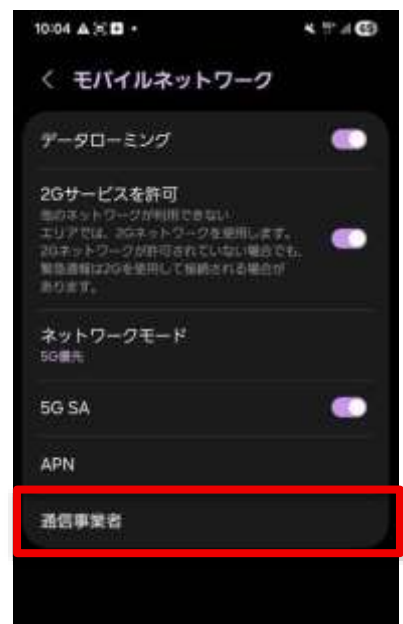 10:04
65
モバイルネットワーク
データローミング
2Gサービスを許可
他のネットワークが利用できない
エリアでは、2Gネットワークを使用します。
2Gネットワークが許可されていない場合でも、
緊急通報は2Gを使用して接続される場合が
あります。
ネットワークモード
5G優先
5G SA
APN
通信事業者